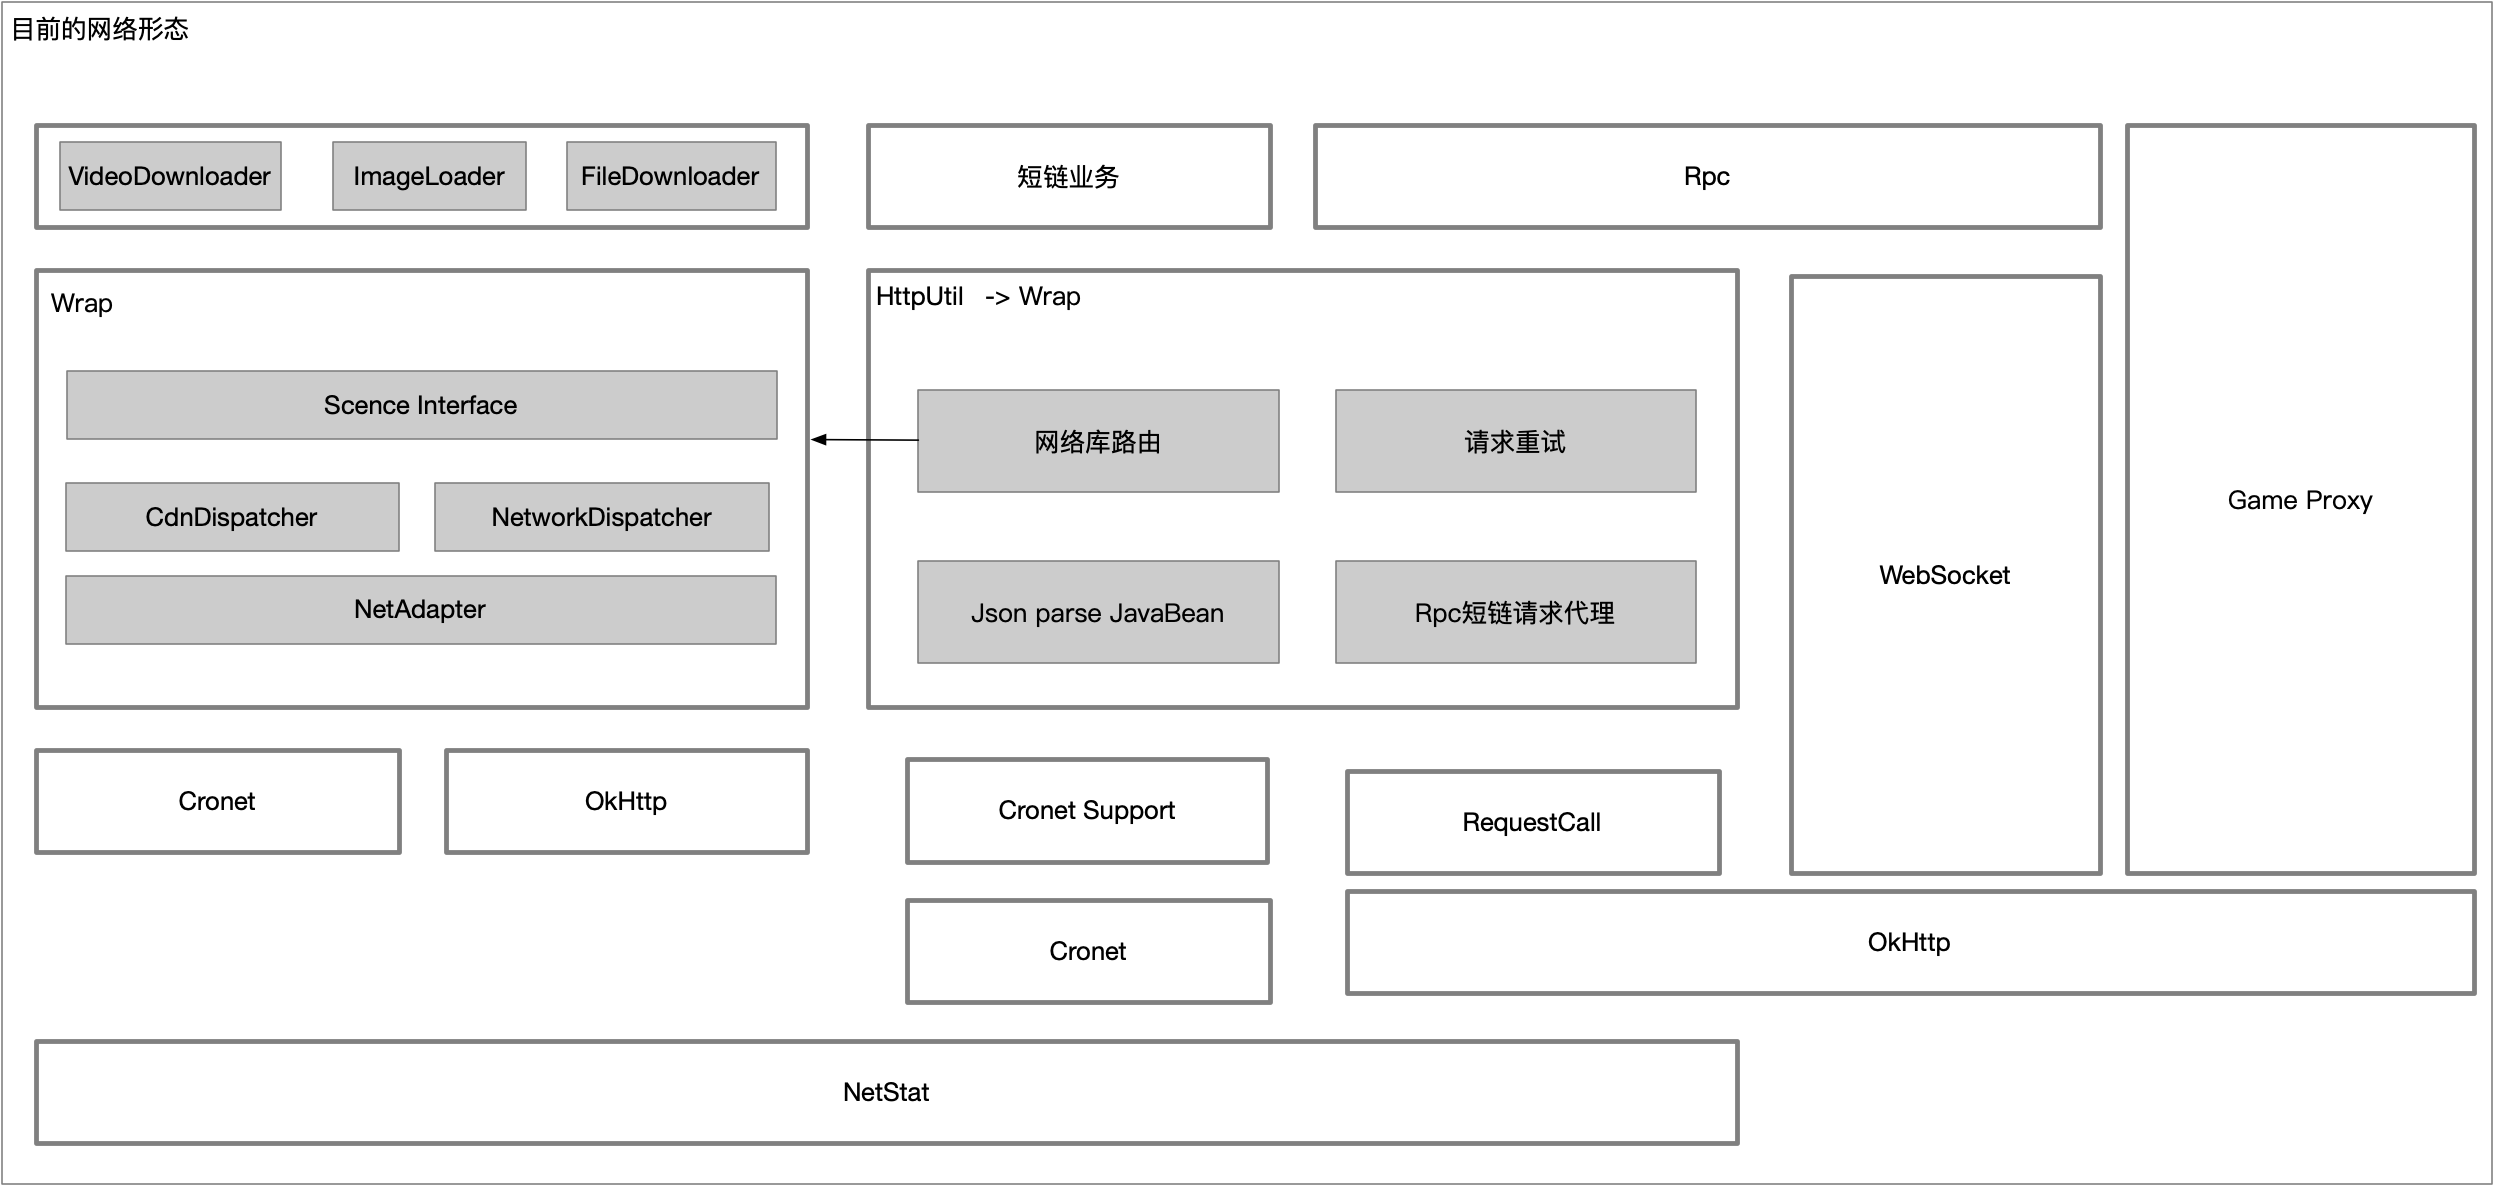 目前的网络形态
VideoDownloader
ImageLoader
FileDownloader
短链业务
Rpc
Wrap
Scence Interface
CdnDispatcher
NetworkDispatcher
NetAdapter
HttpUtil -> Wrap
网络库路由
请求重试
Json parse JavaBean
Rpc短链请求代理
WebSocket
Game Proxy
Cronet
OkHttp
Cronet Support
RequestCall
Cronet
OkHttp
NetStat